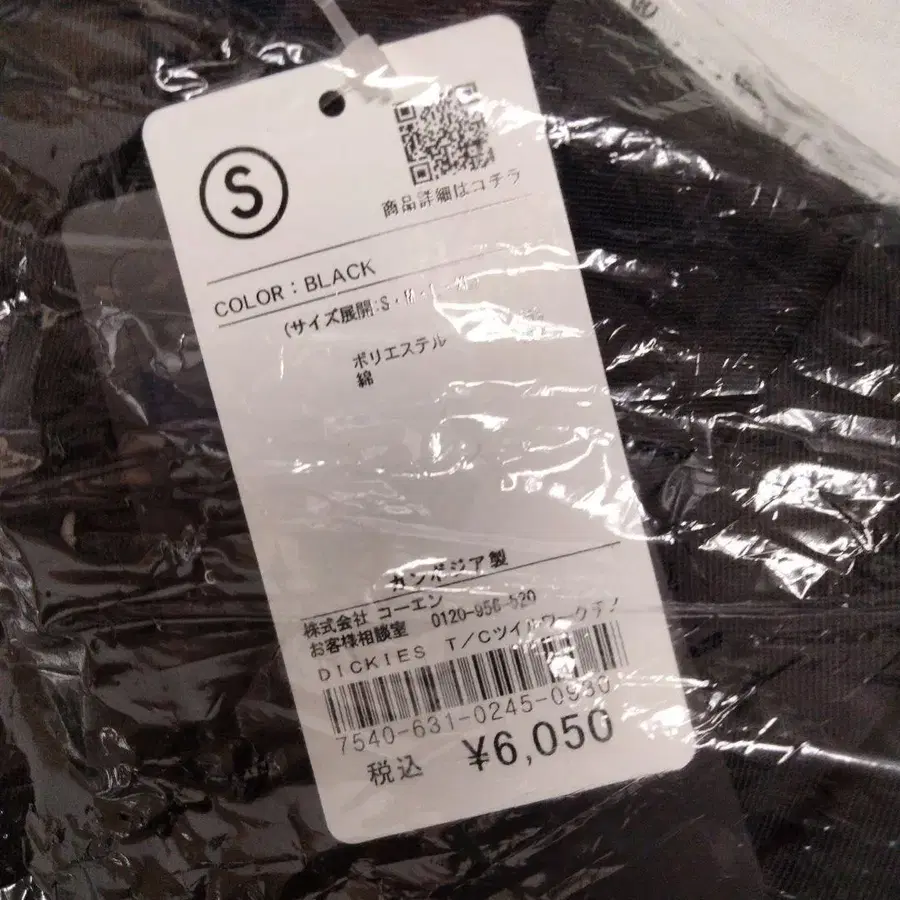 S
商品詳細はコチラ
COLOR：BLACK
(サイズ展開:S・M・L
ポリエステル
綿
カンボジア製
株式会社 コーエン
お客様相談室 0120-956-520
DICKIES T/Cツイルワークテ
7540-631-0245-0930
税込 ¥6,050